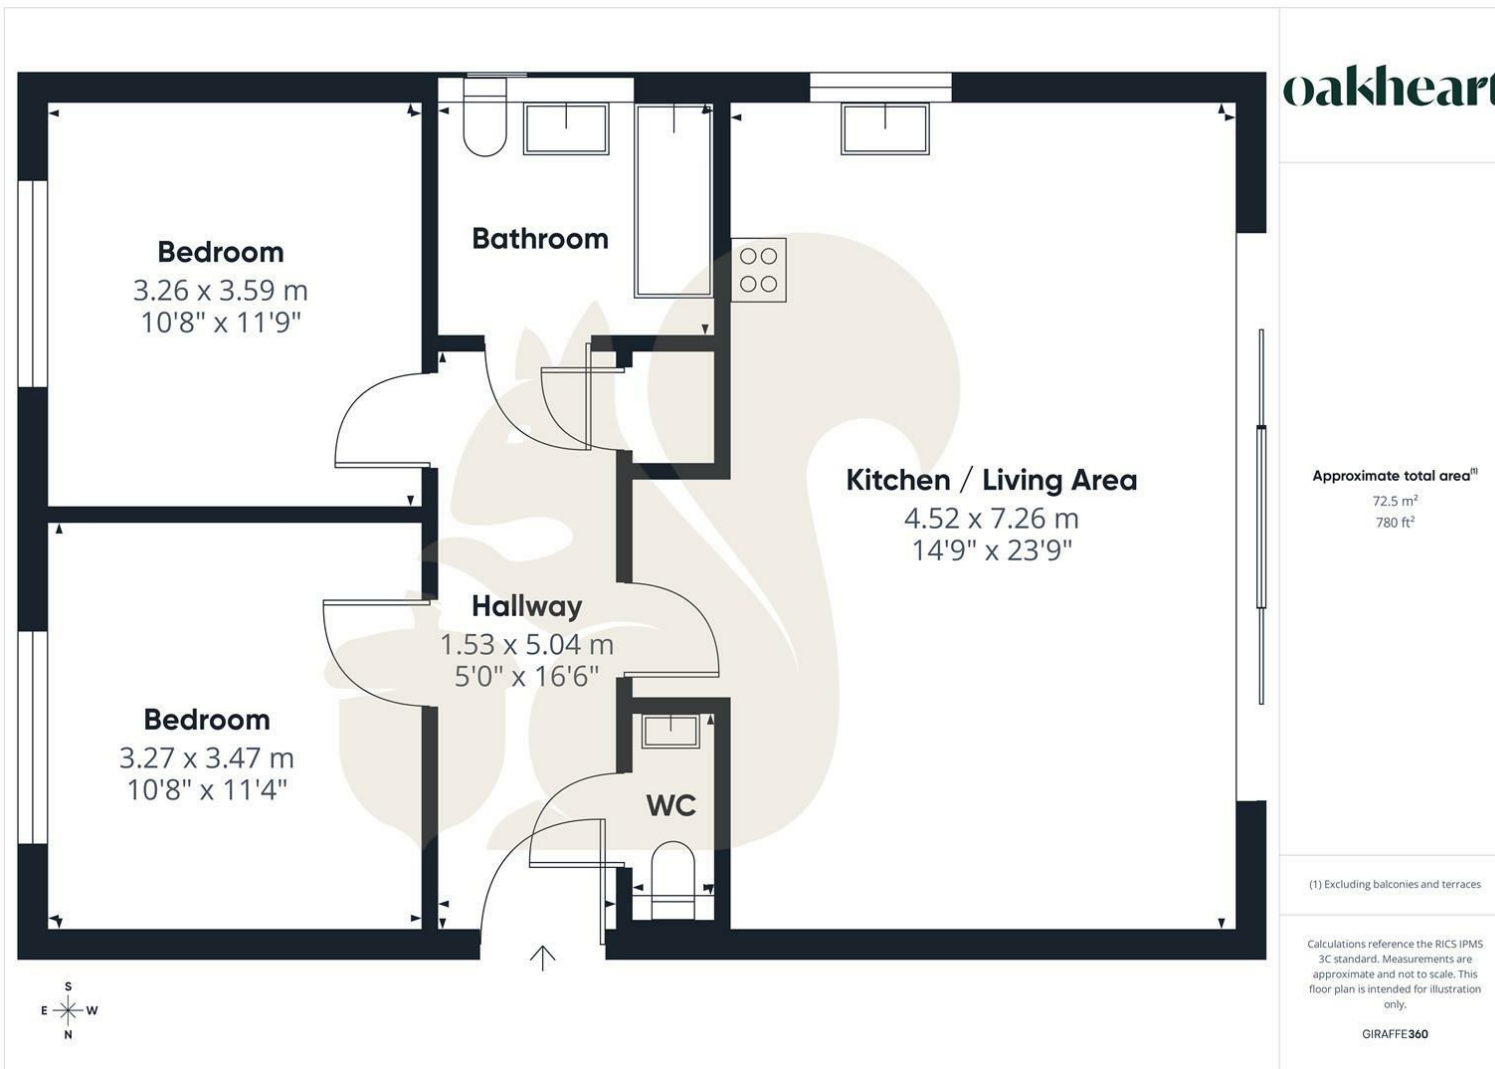 oakheart
Bedroom
3.26 x 3.59 m
10'8" x 11'9"
Bathroom
Kitchen / Living Area
4.52 x 7.26 m
14'9" x 23'9"
Hallway
1.53 x 5.04 m
5'0" x 16'6"
Bedroom
3.27 x 3.47 m
10'8" x 11'4"
WC
S
E W
N
Approximate total area(1)
72.5 m²
780 ft²
(1) Excluding balconies and terraces
Calculations reference the RICS IPMS
3C standard. Measurements are
approximate and not to scale. This
floor plan is intended for illustration
only.
GIRAFFE360